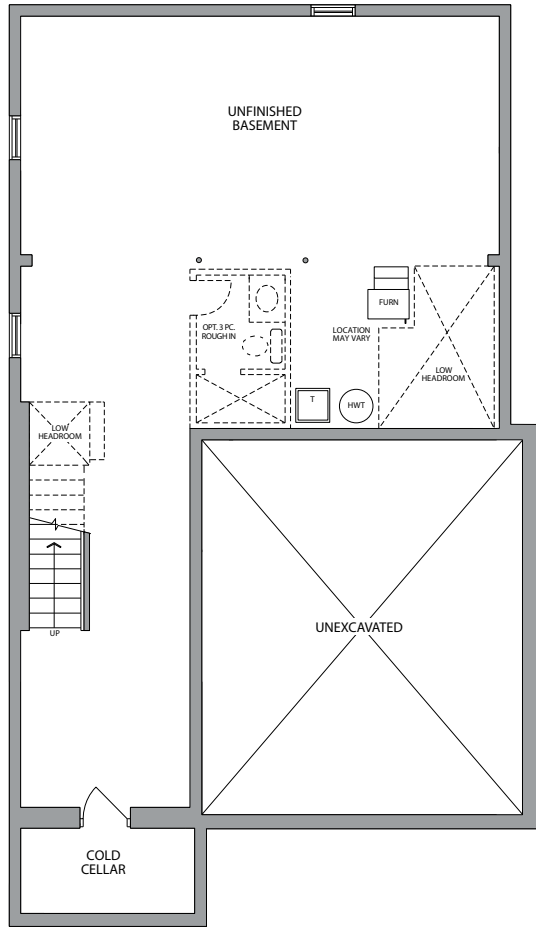 UNFINISHED
BASEMENT
FURN
OPT. 3 PC.
ROUGH IN
LOCATION
MAY VARY
LOW
HEADROOM
T
HWT
LOW
HEADROOM
UP
UNEXCAVATED
COLD
CELLAR